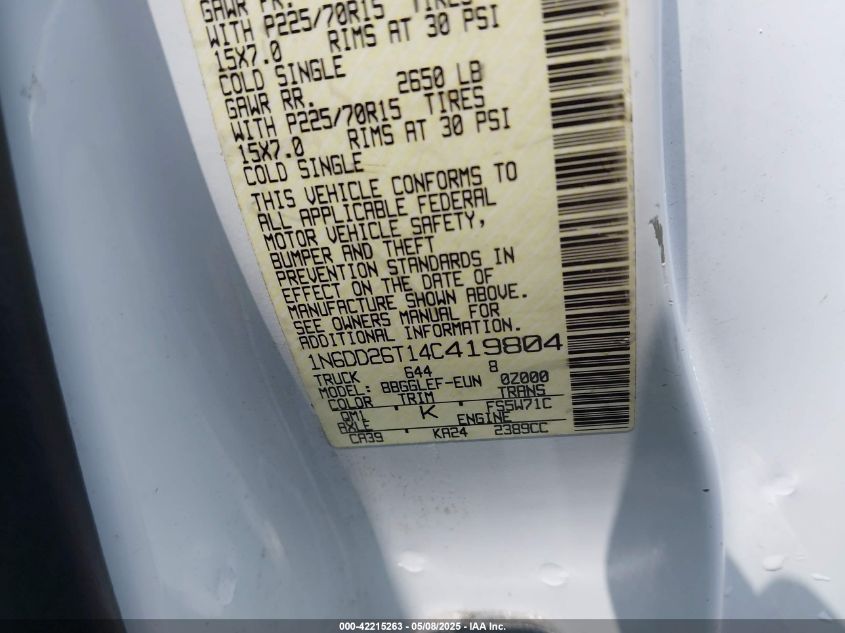 GAWR FR.
WITH P225/70R15 TIRES
15X7.0 RIMS AT 30 PSI
COLD SINGLE
GAWR RR. 2650 LB
WITH P225/70R15 TIRES
15X7.0 RIMS AT 30 PSI
COLD SINGLE
THIS VEHICLE CONFORMS TO
ALL APPLICABLE FEDERAL
MOTOR VEHICLE SAFETY,
BUMPER AND THEFT
PREVENTION STANDARDS IN
EFFECT ON THE DATE OF
MANUFACTURE SHOWN ABOVE.
SEE OWNERS MANUAL FOR
ADDITIONAL INFORMATION.
1N6DD26T14C419804
TRUCK 644 8
MODEL: BBGGLEF-EUN 0Z000
COLOR TRIM TRANS
QM1 K FS5W71C
AXLE ENGINE
CA39 KA24 2389CC
000-42215263 - 05/08/2025 - IAA Inc.